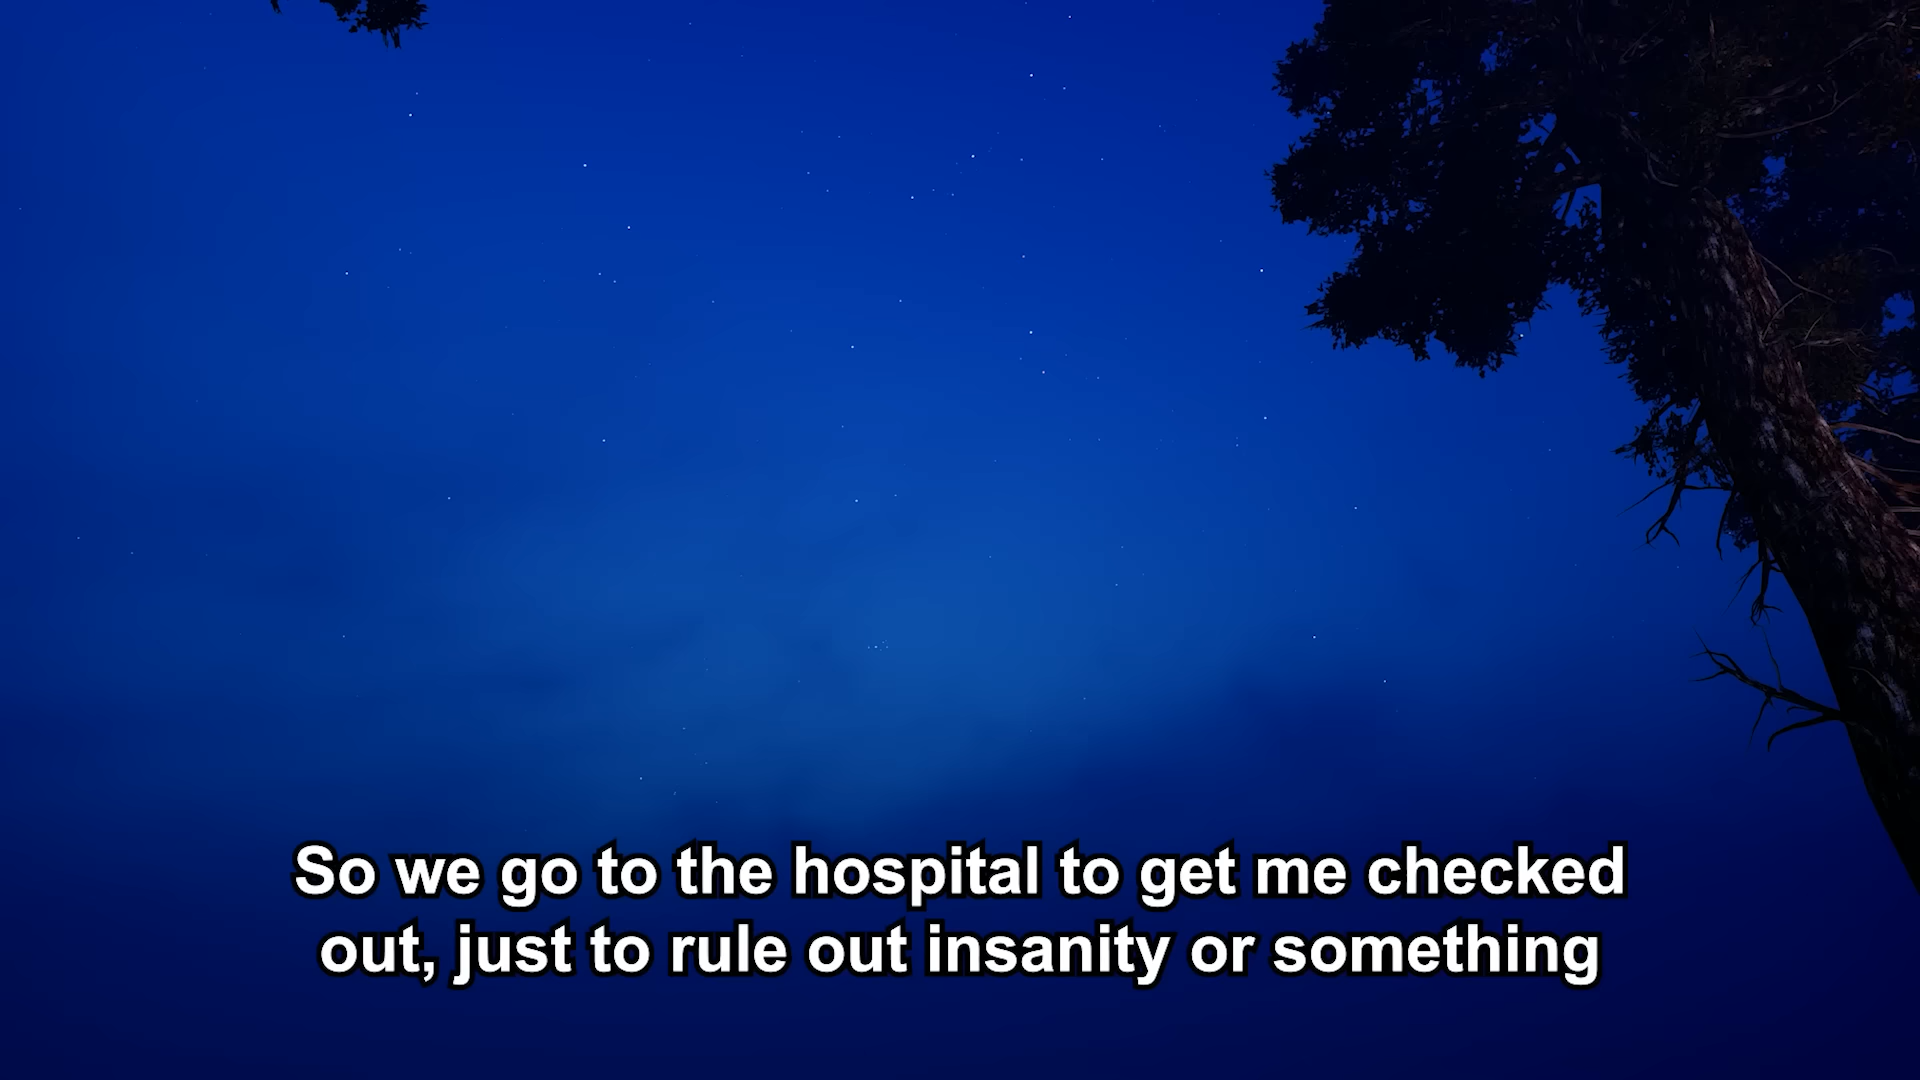 So we go to the hospital to get me checked
out, just to rule out insanity or something